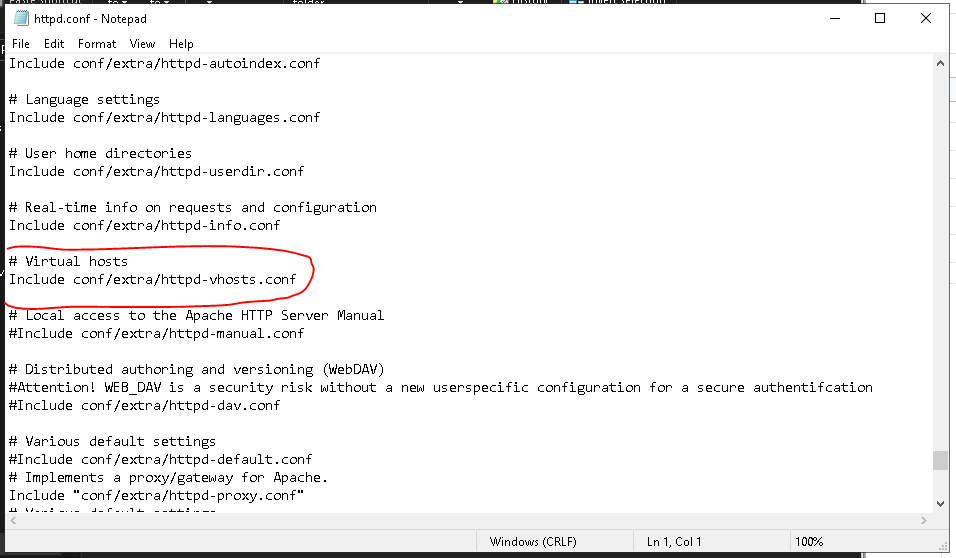 httpd.conf - Notepad
File Edit Format View Help
Include conf/extra/httpd-autoindex.conf
# Language settings
Include conf/extra/httpd-languages.conf
# User home directories
Include conf/extra/httpd-userdir.conf
# Real-time info on requests and configuration
Include conf/extra/httpd-info.conf
# Virtual hosts
Include conf/extra/httpd-vhosts.conf
# Local access to the Apache HTTP Server Manual
#Include conf/extra/httpd-manual.conf
# Distributed authoring and versioning (WebDAV)
#Attention! WEB_DAV is a security risk without a new userspecific configuration for a secure authentifcation
#Include conf/extra/httpd-dav.conf
# Various default settings
#Include conf/extra/httpd-default.conf
# Implements a proxy/gateway for Apache.
Include "conf/extra/httpd-proxy.conf"
# Various default settings
Windows (CRLF) Ln 1, Col 1 100%